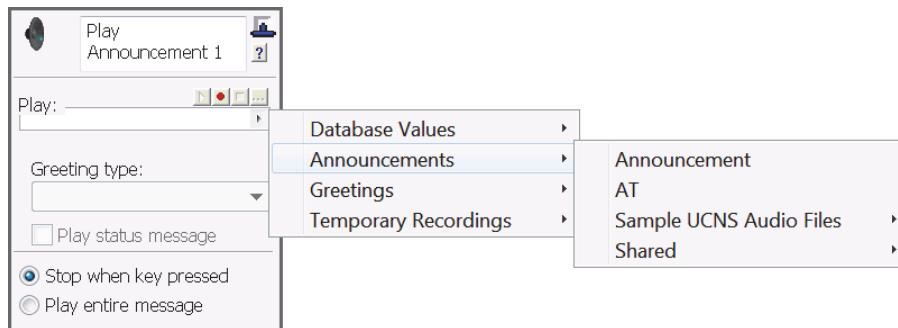 Play
Announcement 1
?
Play:
...
Greeting type:
Play status message
Stop when key pressed
Play entire message
Database Values
Announcements
Greetings
Temporary Recordings
Announcement
AT
Sample UCNS Audio Files
Shared